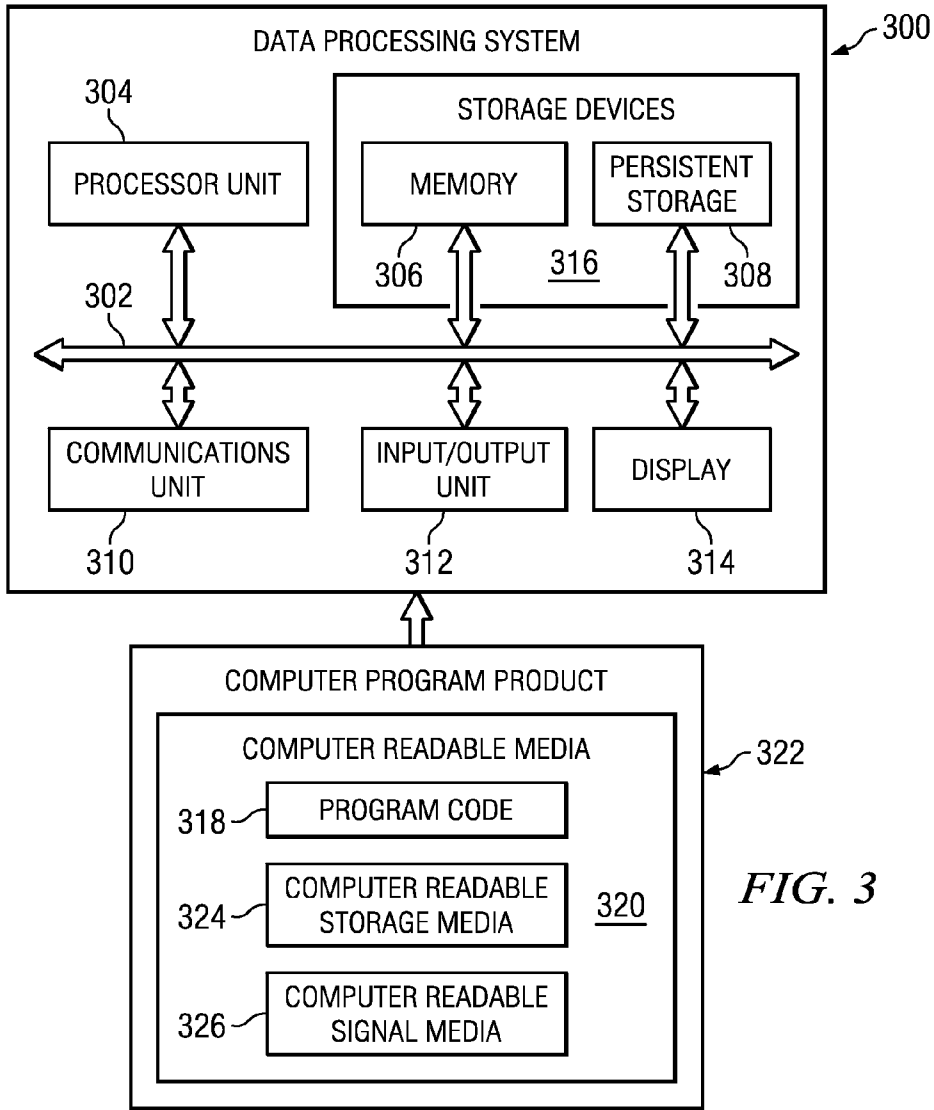 DATA PROCESSING SYSTEM
300
304
STORAGE DEVICES
PROCESSOR UNIT
MEMORY
PERSISTENT
STORAGE
306
316
308
302
COMMUNICATIONS
UNIT
INPUT/OUTPUT
UNIT
DISPLAY
310
312
314
COMPUTER PROGRAM PRODUCT
COMPUTER READABLE MEDIA
322
318
PROGRAM CODE
324
COMPUTER READABLE
STORAGE MEDIA
320
FIG. 3
326
COMPUTER READABLE
SIGNAL MEDIA